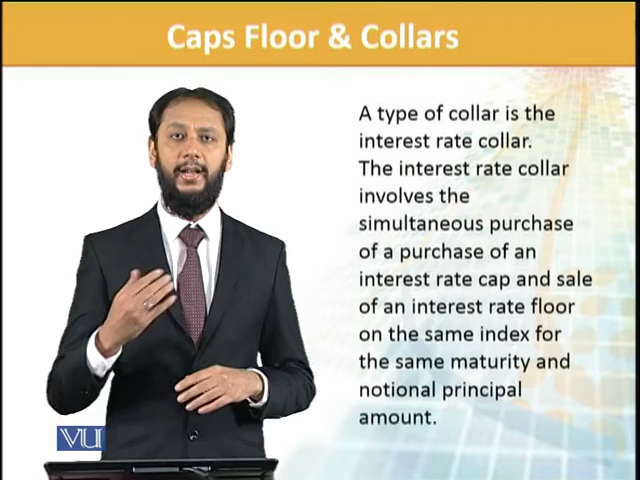 Caps Floor & Collars
A type of collar is the
interest rate collar.
The interest rate collar
involves the
simultaneous purchase
of a purchase of an
interest rate cap and sale
of an interest rate floor
on the same index for
the same maturity and
notional principal
amount.
VU